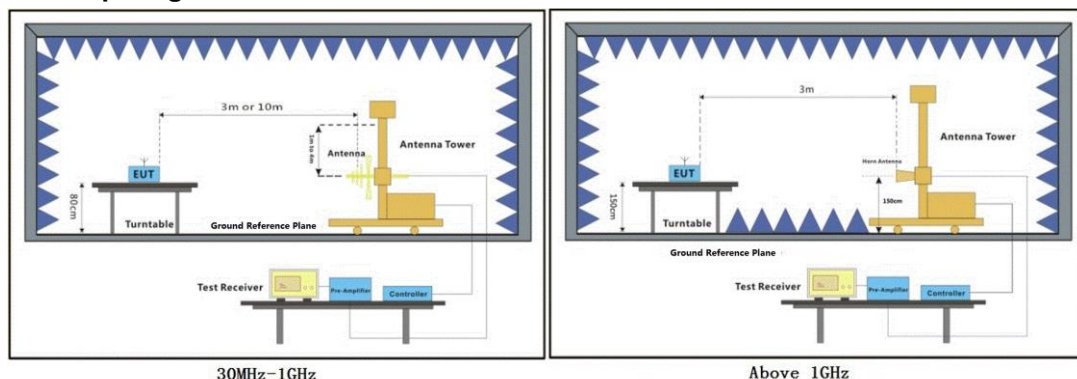 3m or 10m
1m to 4m
Antenna
Antenna Tower
EUT
80cm
Turntable
Ground Reference Plane
Test Receiver
Pre-Amplifier
Controller
30MHz-1GHz
3m
Horn Antenna
Antenna Tower
EUT
150cm
150cm
Turntable
Ground Reference Plane
Test Receiver
Pre-Amplifier
Controller
Above 1GHz